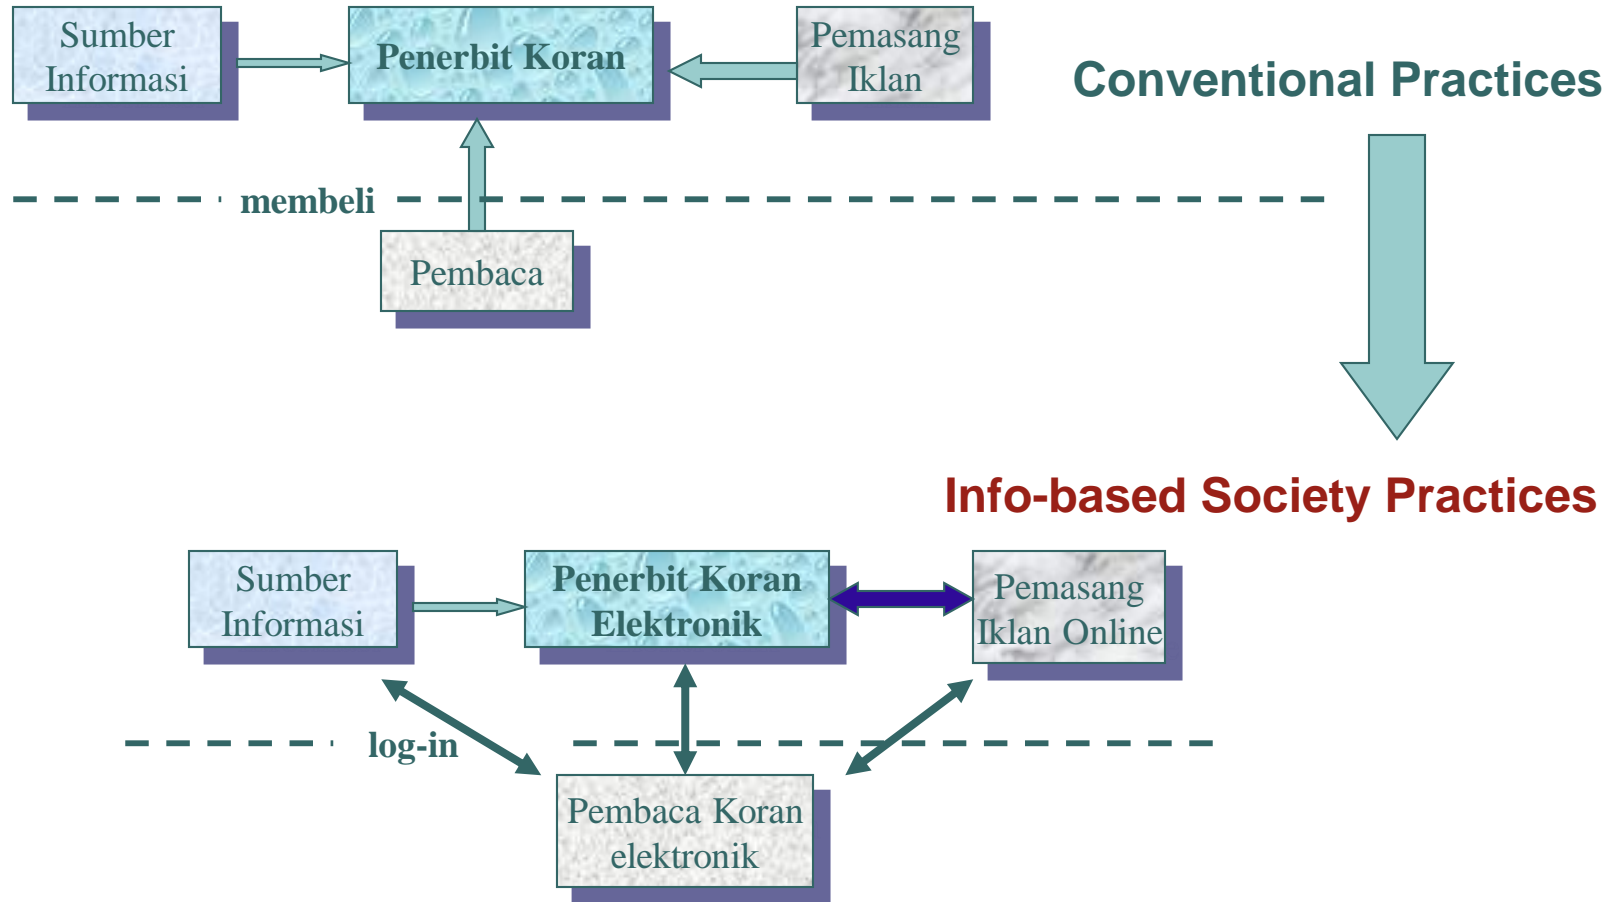 Sumber
Informasi
Penerbit Koran
Pemasang
Iklan
Conventional Practices
membeli
Pembaca
Info-based Society Practices
Sumber
Informasi
Penerbit Koran
Elektronik
Pemasang
Iklan Online
log-in
Pembaca Koran
elektronik